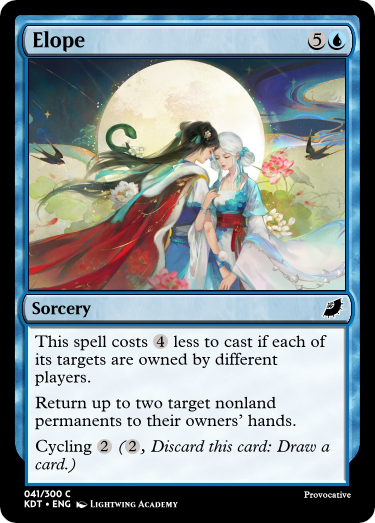 Elope 5
Sorcery
This spell costs 4 less to cast if each of
its targets are owned by different
players.
Return up to two target nonland
permanents to their owners' hands.
Cycling 2 (2, Discard this card: Draw a
card.)
041/300 C
KDT • ENG Lightwing Academy
Provocative